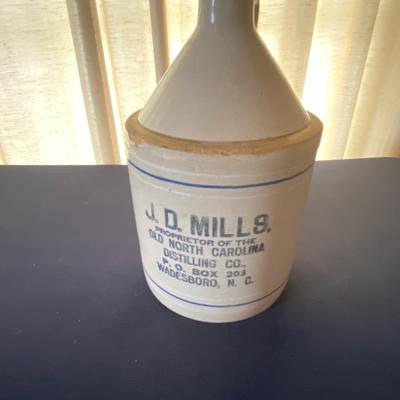 J. D. MILLS,
PROPRIETOR OF THE
OLD NORTH CAROLINA
DISTILLING CO.,
P. O. BOX 203
WADESBORO, N. C.